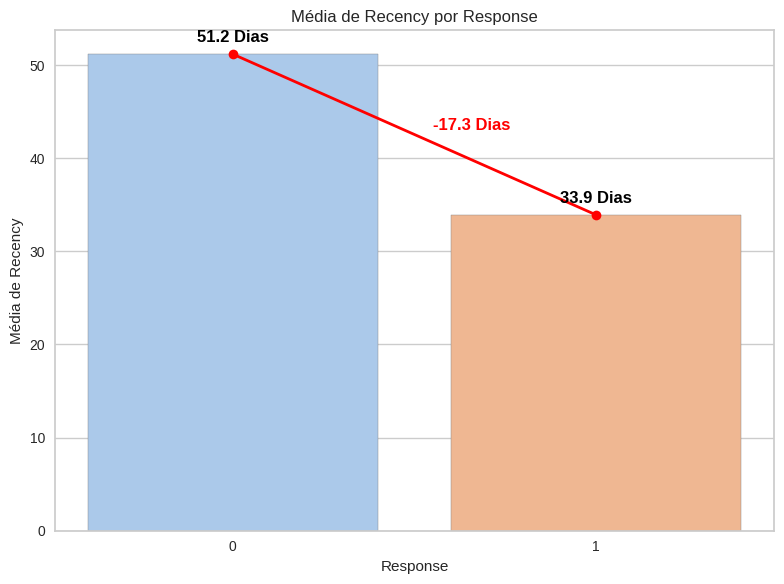 Média de Recency por Response
51.2 Dias
-17.3 Dias
33.9 Dias
Média de Recency
50
40
30
20
10
0
0
1
Response